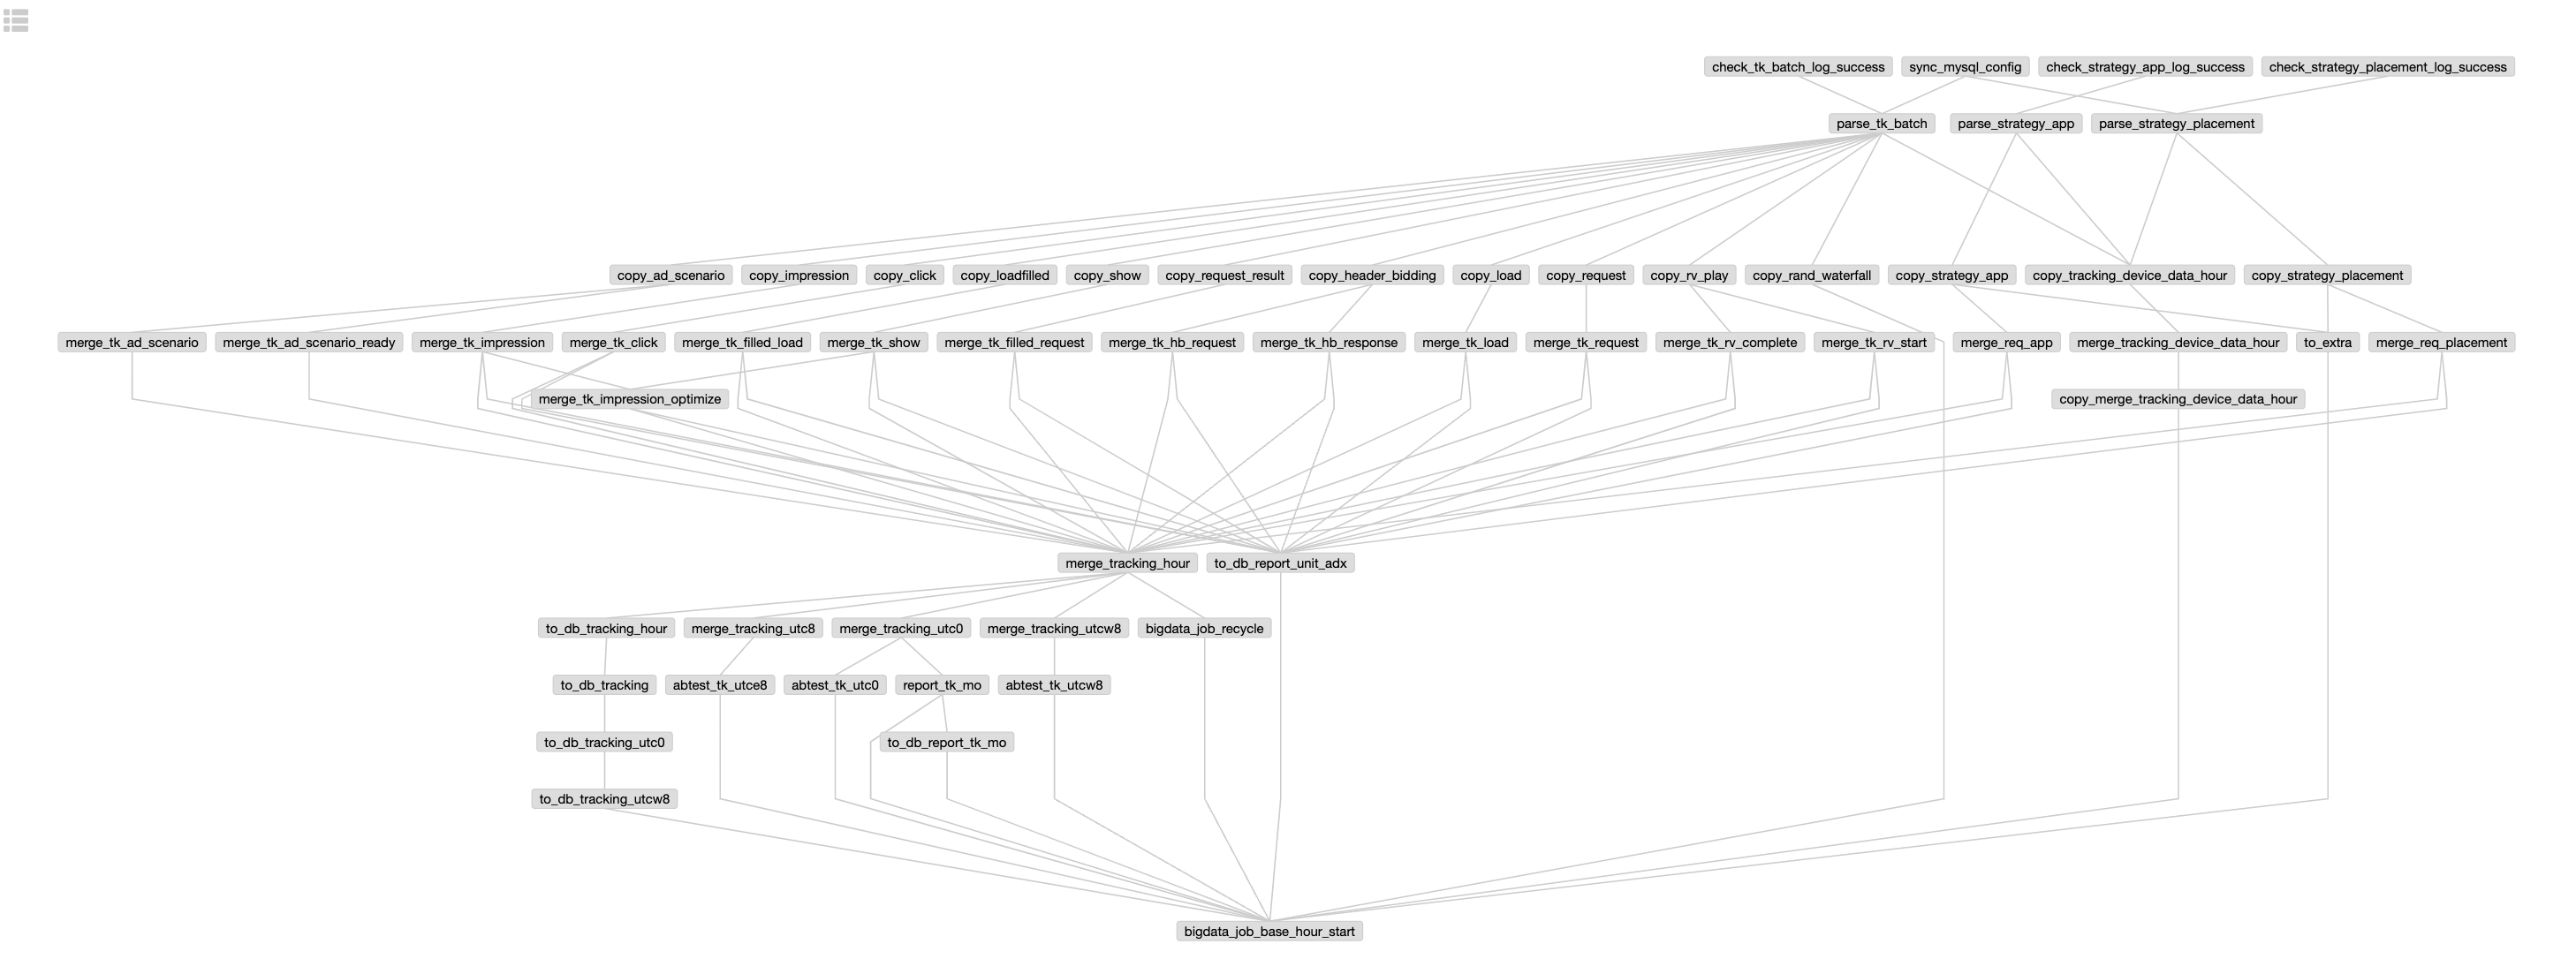 check_tk_batch_log_success sync_mysql_config check_strategy_app_log_success check_strategy_placement_log_success
parse_tk_batch parse_strategy_app parse_strategy_placement
copy_ad_scenario copy_impression copy_click copy_loadfilled copy_show copy_request_result copy_header_bidding copy_load copy_request copy_rv_play copy_rand_waterfall copy_strategy_app copy_tracking_device_data_hour copy_strategy_placement
merge_tk_ad_scenario merge_tk_ad_scenario_ready merge_tk_impression merge_tk_click merge_tk_filled_load merge_tk_show merge_tk_filled_request merge_tk_hb_request merge_tk_hb_response merge_tk_load merge_tk_request merge_tk_rv_complete merge_tk_rv_start merge_req_app merge_tracking_device_data_hour to_extra merge_req_placement
merge_tk_impression_optimize copy_merge_tracking_device_data_hour
merge_tracking_hour to_db_report_unit_adx
to_db_tracking_hour merge_tracking_utc8 merge_tracking_utc0 merge_tracking_utcw8 bigdata_job_recycle
to_db_tracking abtest_tk_utce8 abtest_tk_utc0 report_tk_mo abtest_tk_utcw8
to_db_tracking_utc0 to_db_report_tk_mo
to_db_tracking_utcw8
bigdata_job_base_hour_start